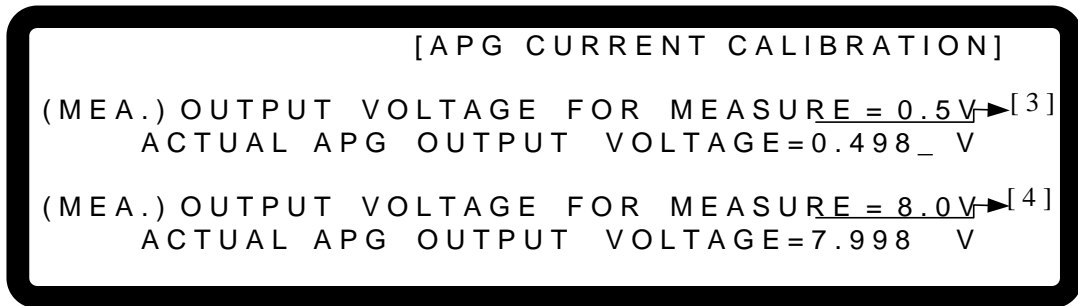 [APG CURRENT CALIBRATION]
(MEA.) OUTPUT VOLTAGE FOR MEASURE = 0.5V [3]
ACTUAL APG OUTPUT VOLTAGE=0.498_ V
(MEA.) OUTPUT VOLTAGE FOR MEASURE = 8.0V [4]
ACTUAL APG OUTPUT VOLTAGE=7.998 V